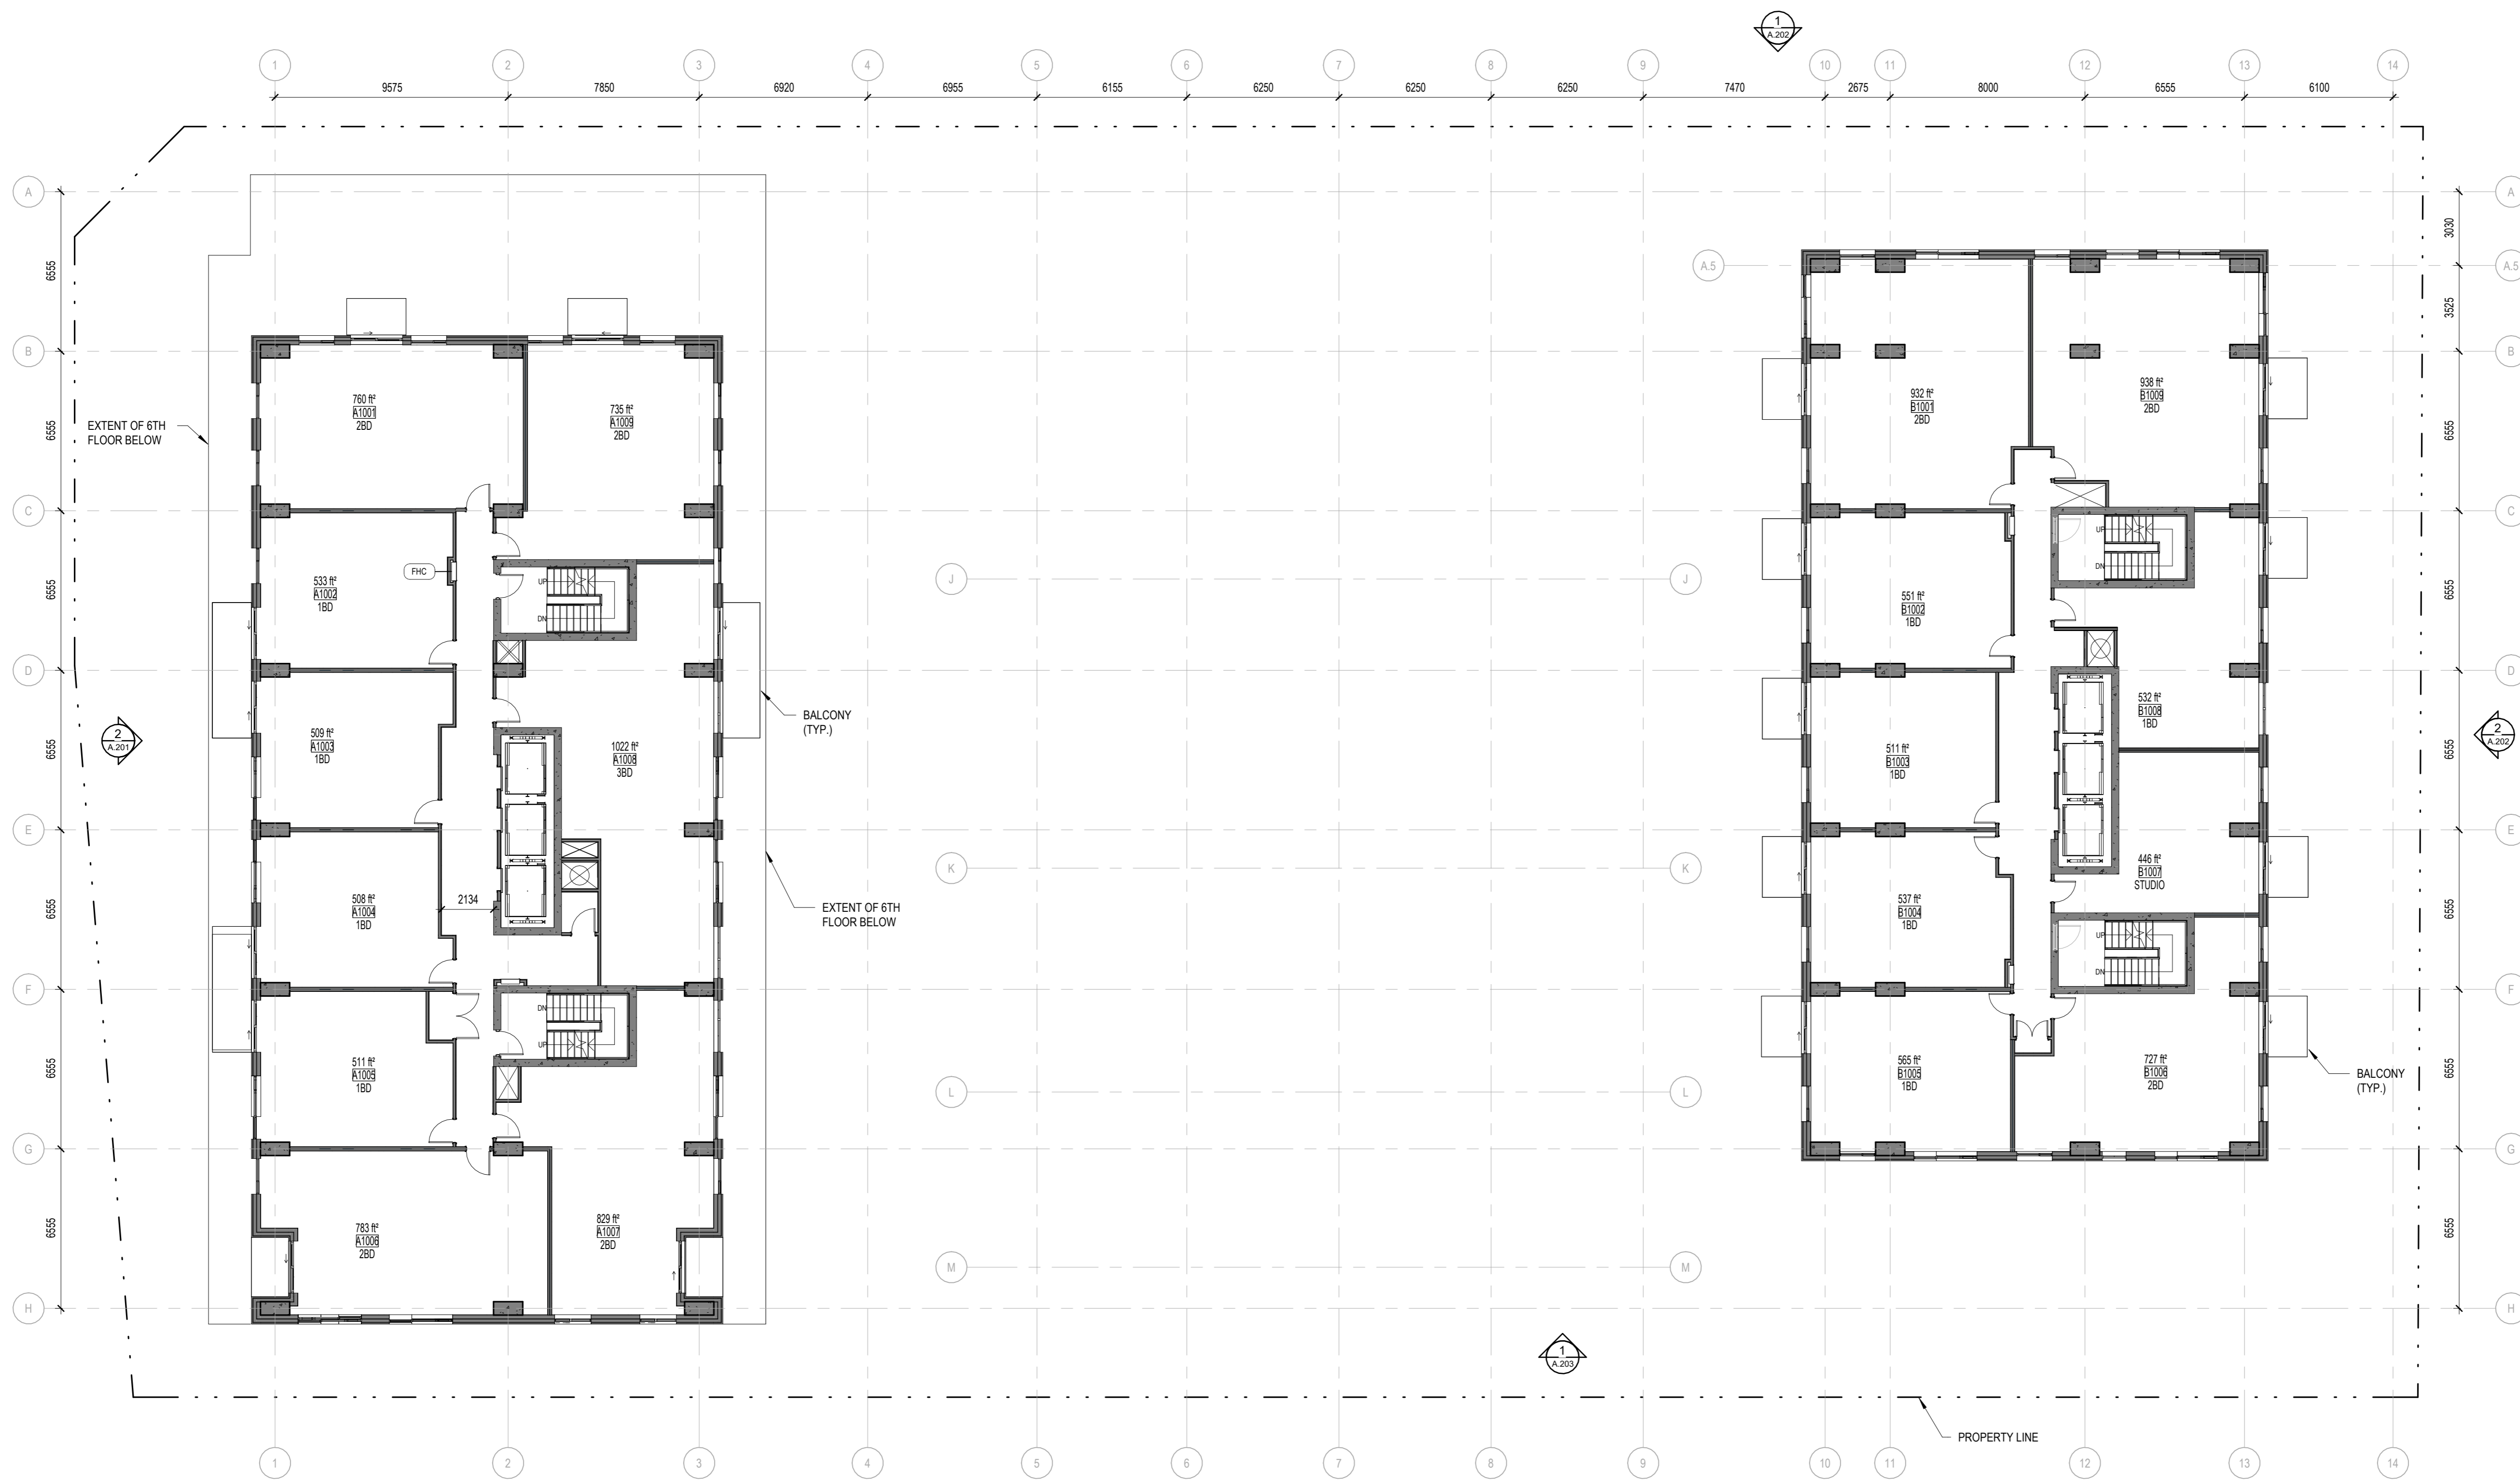 1
A.202
1 2 3 4 5 6 7 8 9 10 11 12 13 14
9575 7850 6920 6955 6155 6250 6250 6250 7470 2675 8000 6555 6100
A A
3030
6555
A.5 A.5
3525
B B
760 ft²
A1001
2BD
735 ft²
A1009
2BD
932 ft²
B1001
2BD
938 ft²
B1009
2BD
EXTENT OF 6TH
FLOOR BELOW
6555 6555
C C
UP
DN
FHC
533 ft²
A1002
1BD
UP
DN
J J
551 ft²
B1002
1BD
6555 6555
D D
509 ft²
A1003
1BD
1022 ft²
A1008
3BD
BALCONY
(TYP.)
511 ft²
B1003
1BD
532 ft²
B1008
1BD
2
A.201
2
A.202
6555 6555
E E
K K
508 ft²
A1004
1BD
2134
EXTENT OF 6TH
FLOOR BELOW
537 ft²
B1004
1BD
446 ft²
B1007
STUDIO
UP
DN
6555 6555
F F
DN
UP
511 ft²
A1005
1BD
L L
565 ft²
B1005
1BD
727 ft²
B1006
2BD
BALCONY
(TYP.)
6555 6555
G G
783 ft²
A1006
2BD
829 ft²
A1007
2BD
6555 6555
M M
H H
1
A.203
PROPERTY LINE
1 2 3 4 5 6 7 8 9 10 11 12 13 14